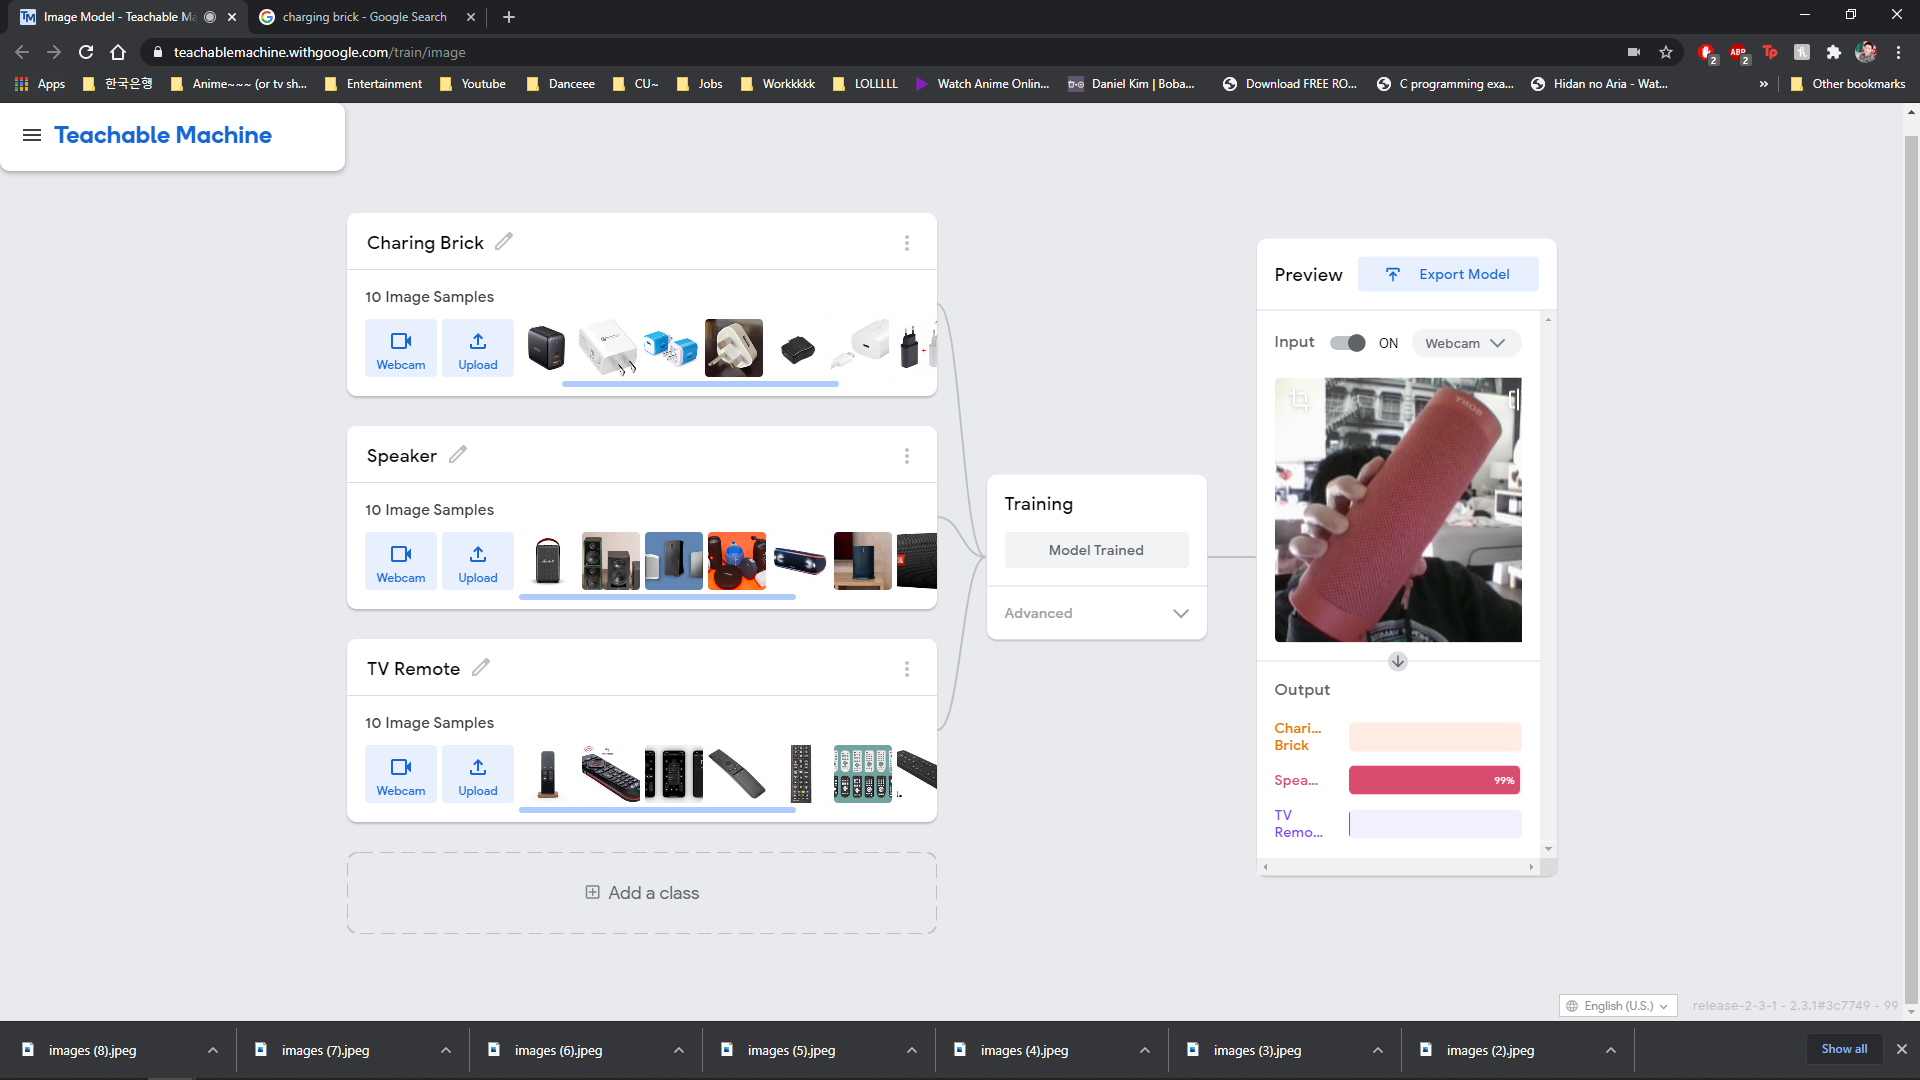 Image Model - Teachable Ma
charging brick - Google Search
teachablemachine.withgoogle.com/train/image
2
ABP
2
Tp
Apps
한국은행
Anime~~~ (or tv sh...
Entertainment
Youtube
Danceee
CU~
Jobs
Workkkkk
LOLLLLL
Watch Anime Onlin...
Daniel Kim | Boba...
Download FREE RO...
C programming exa...
Hidan no Aria - Wat...
»
Other bookmarks
Teachable Machine
Charing Brick
10 Image Samples
Webcam
Upload
Speaker
10 Image Samples
Webcam
Upload
JBL
TV Remote
10 Image Samples
Webcam
Upload
Add a class
Training
Model Trained
Advanced
Preview
Export Model
Input
ON
Webcam
Output
Chari...
Brick
Spea...
99%
TV
Remo...
English (U.S.)
release-2-3-1 - 2.3.1#3c7749 - 99
images (8).jpeg
images (7).jpeg
images (6).jpeg
images (5).jpeg
images (4).jpeg
images (3).jpeg
images (2).jpeg
Show all